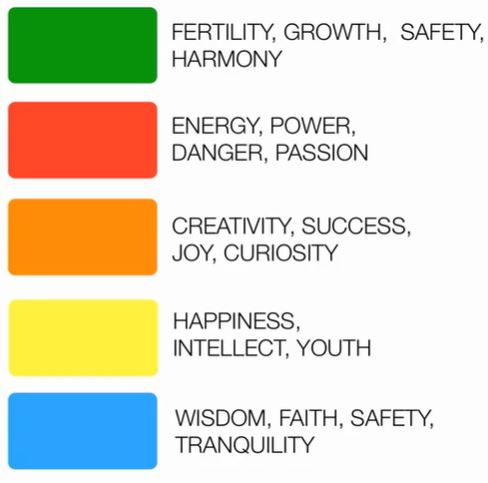 FERTILITY, GROWTH, SAFETY,
HARMONY
ENERGY, POWER,
DANGER, PASSION
CREATIVITY, SUCCESS,
JOY, CURIOSITY
HAPPINESS,
INTELLECT, YOUTH
WISDOM, FAITH, SAFETY,
TRANQUILITY